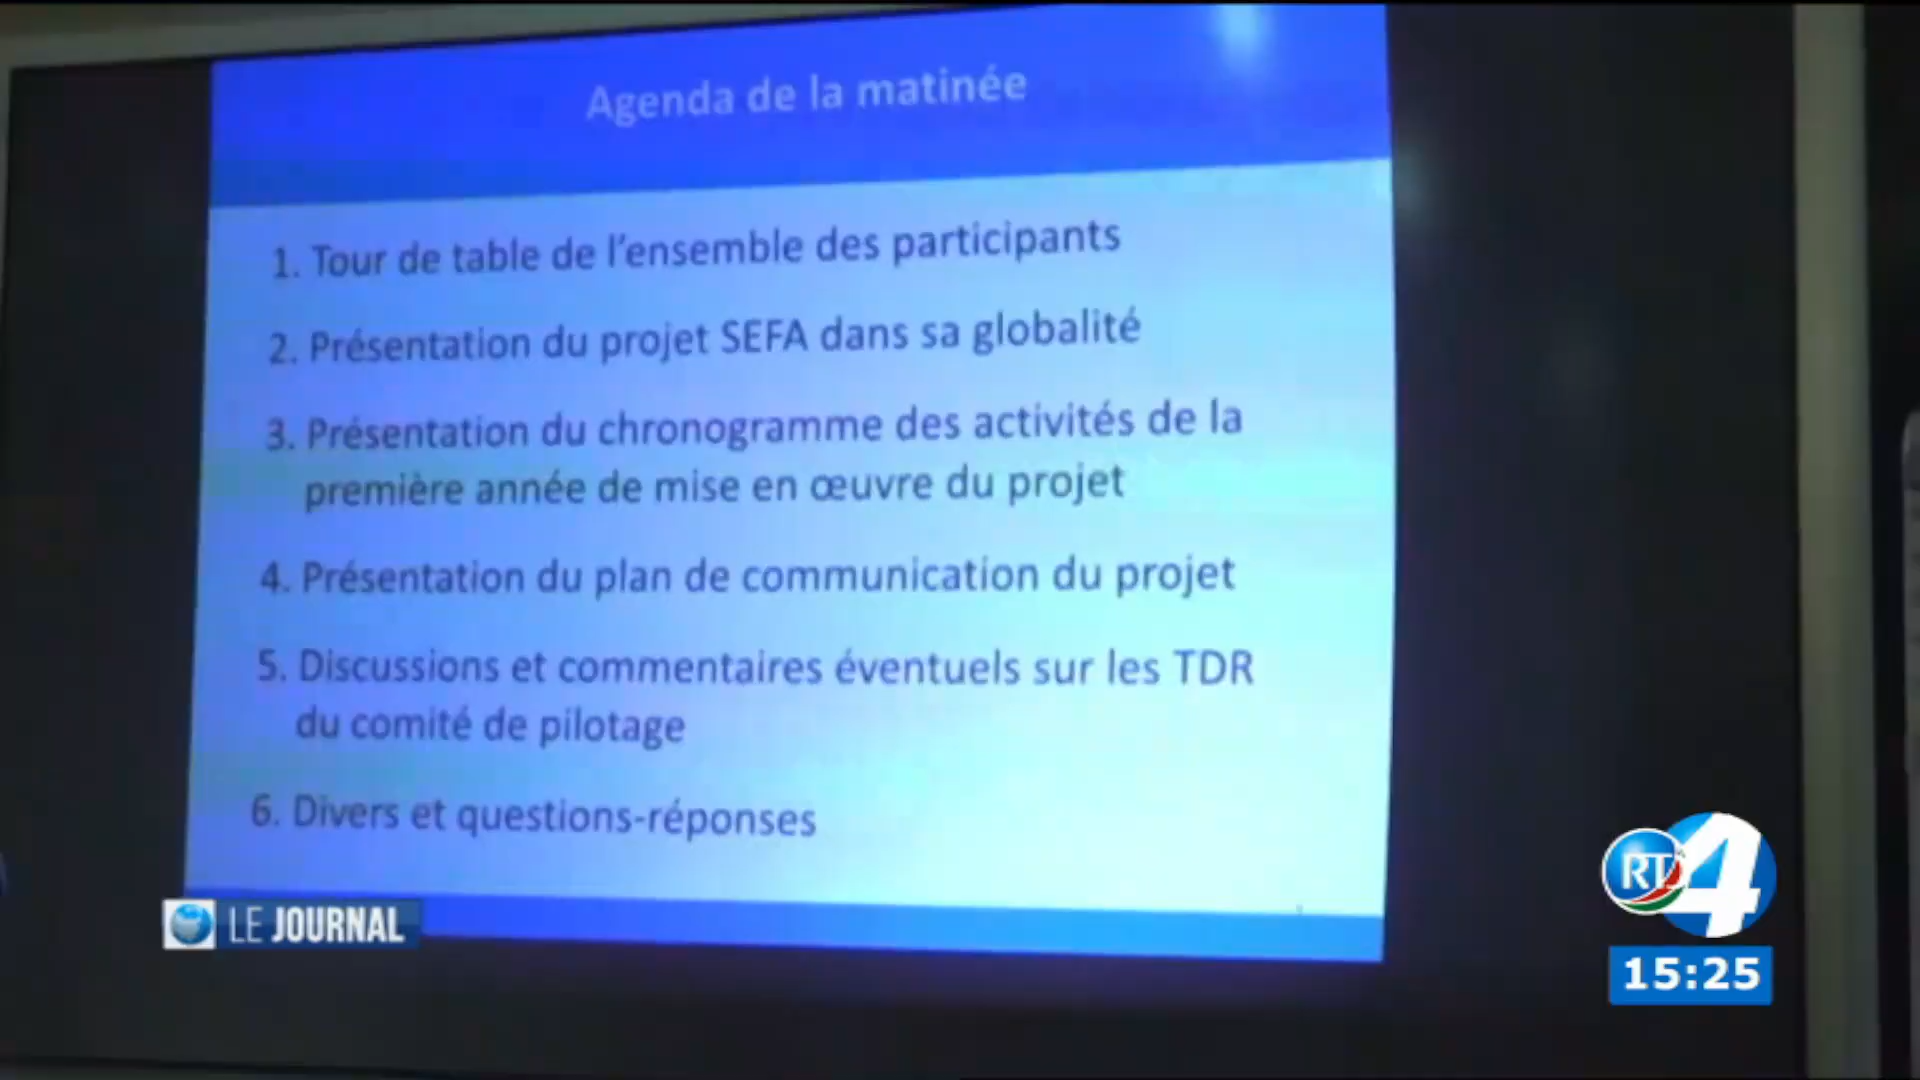 Agenda de la matinée
1. Tour de table de l'ensemble des participants
2. Présentation du projet SEFA dans sa globalité
3. Présentation du chronogramme des activités de la
première année de mise en œuvre du projet
4. Présentation du plan de communication du projet
5. Discussions et commentaires éventuels sur les TDR
du comité de pilotage
6. Divers et questions-réponses
LE JOURNAL
RTD
4
15:25